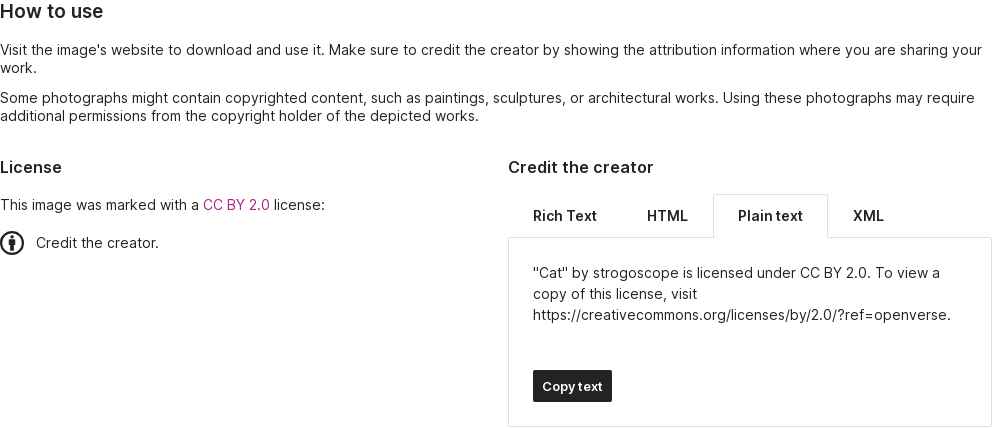 How to use
Visit the image's website to download and use it. Make sure to credit the creator by showing the attribution information where you are sharing your
work.
Some photographs might contain copyrighted content, such as paintings, sculptures, or architectural works. Using these photographs may require
additional permissions from the copyright holder of the depicted works.
License
This image was marked with a CC BY 2.0 license:
Credit the creator.
Credit the creator
Rich Text HTML Plain text XML
"Cat" by strogoscope is licensed under CC BY 2.0. To view a
copy of this license, visit
https://creativecommons.org/licenses/by/2.0/?ref=openverse.
Copy text